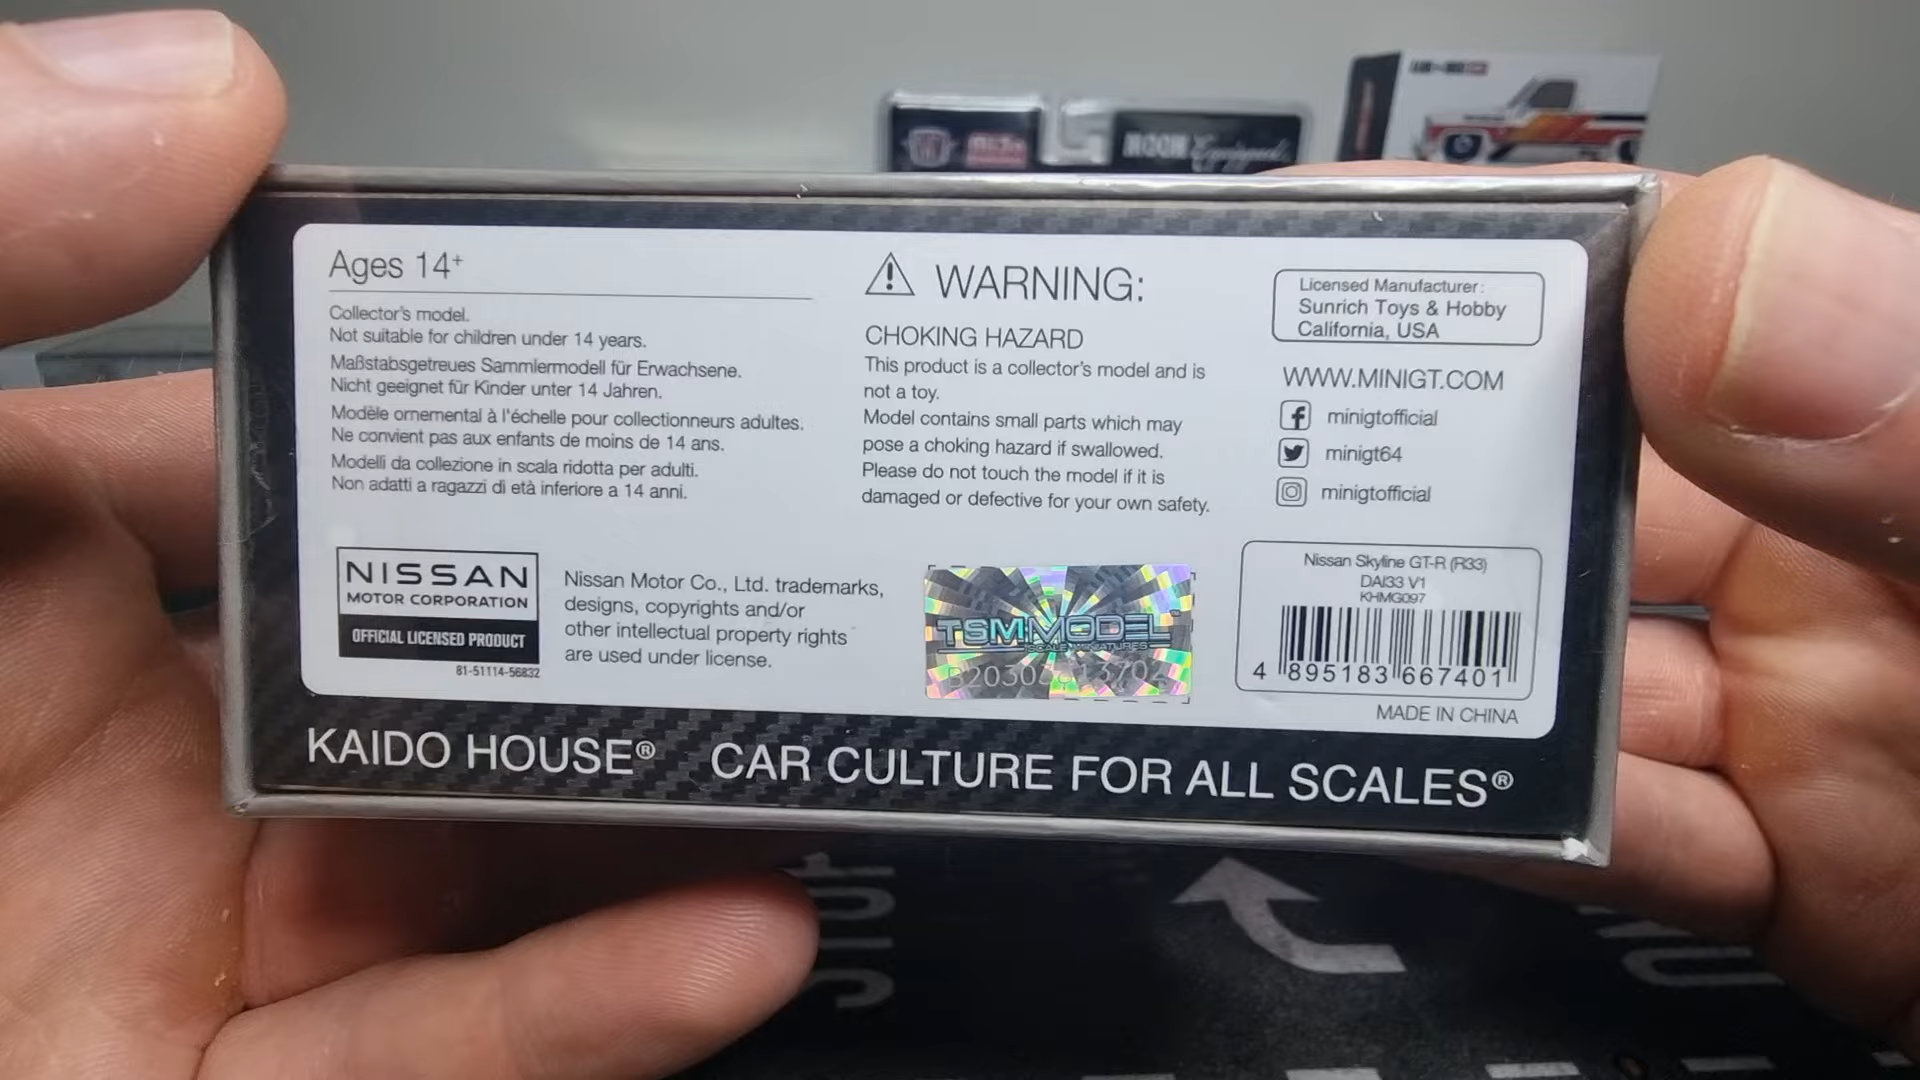 MOON Equipped
Ages 14+
Collector's model.
Not suitable for children under 14 years.
Maßstabsgetreues Sammlermodell für Erwachsene.
Nicht geeignet für Kinder unter 14 Jahren.
Modèle ornemental à l'échelle pour collectionneurs adultes.
Ne convient pas aux enfants de moins de 14 ans.
Modelli da collezione in scala ridotta per adulti.
Non adatti a ragazzi di età inferiore a 14 anni.
WARNING:
CHOKING HAZARD
This product is a collector's model and is
not a toy.
Model contains small parts which may
pose a choking hazard if swallowed.
Please do not touch the model if it is
damaged or defective for your own safety.
Licensed Manufacturer:
Sunrich Toys & Hobby
California, USA
WWW.MINIGT.COM
minigtofficial
minigt64
minigtofficial
NISSAN
MOTOR CORPORATION
OFFICIAL LICENSED PRODUCT
81-51114-56832
Nissan Motor Co., Ltd. trademarks,
designs, copyrights and/or
other intellectual property rights
are used under license.
TSMMODEL
SCALE MINIATURES
Nissan Skyline GT-R (R33)
DAI33 V1
KHMG097
4 895183 667401
MADE IN CHINA
KAIDO HOUSE® CAR CULTURE FOR ALL SCALES®
STOP